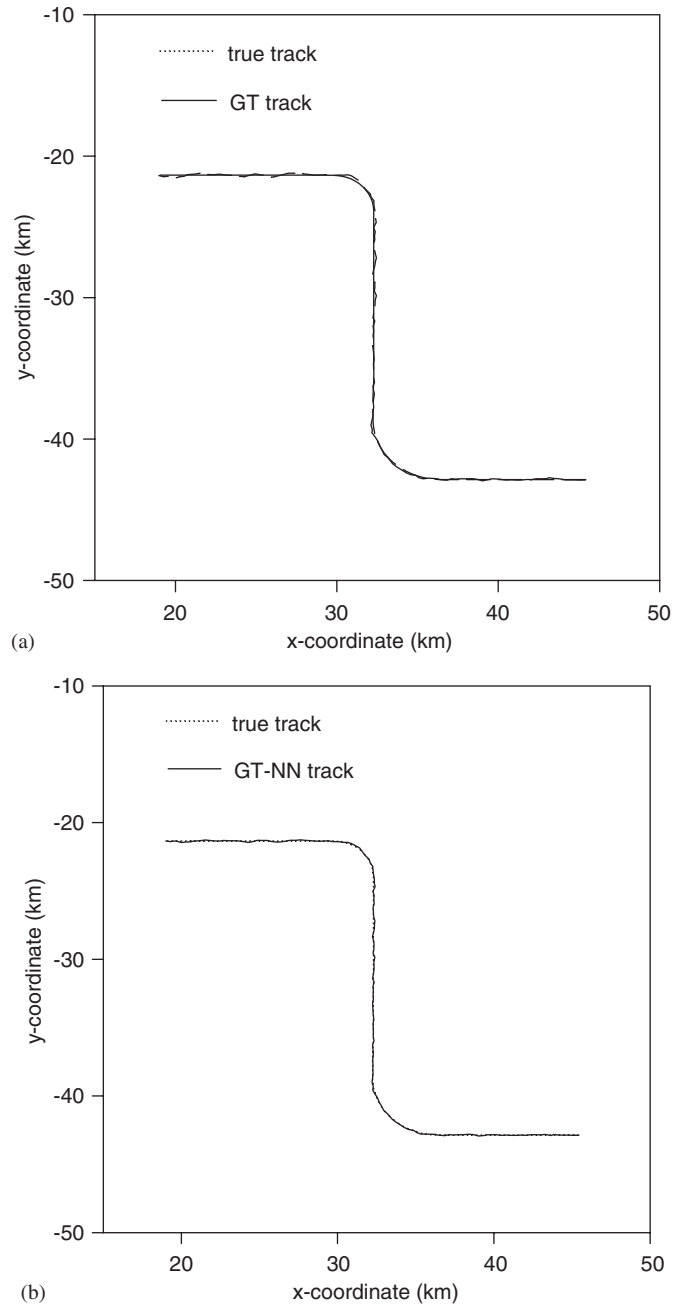 -10
true track
GT track
-20
-30
-40
-50
y-coordinate (km)
20 30 40 50
(a)
x-coordinate (km)
-10
true track
GT-NN track
-20
-30
-40
-50
y-coordinate (km)
20 30 40 50
(b)
x-coordinate (km)